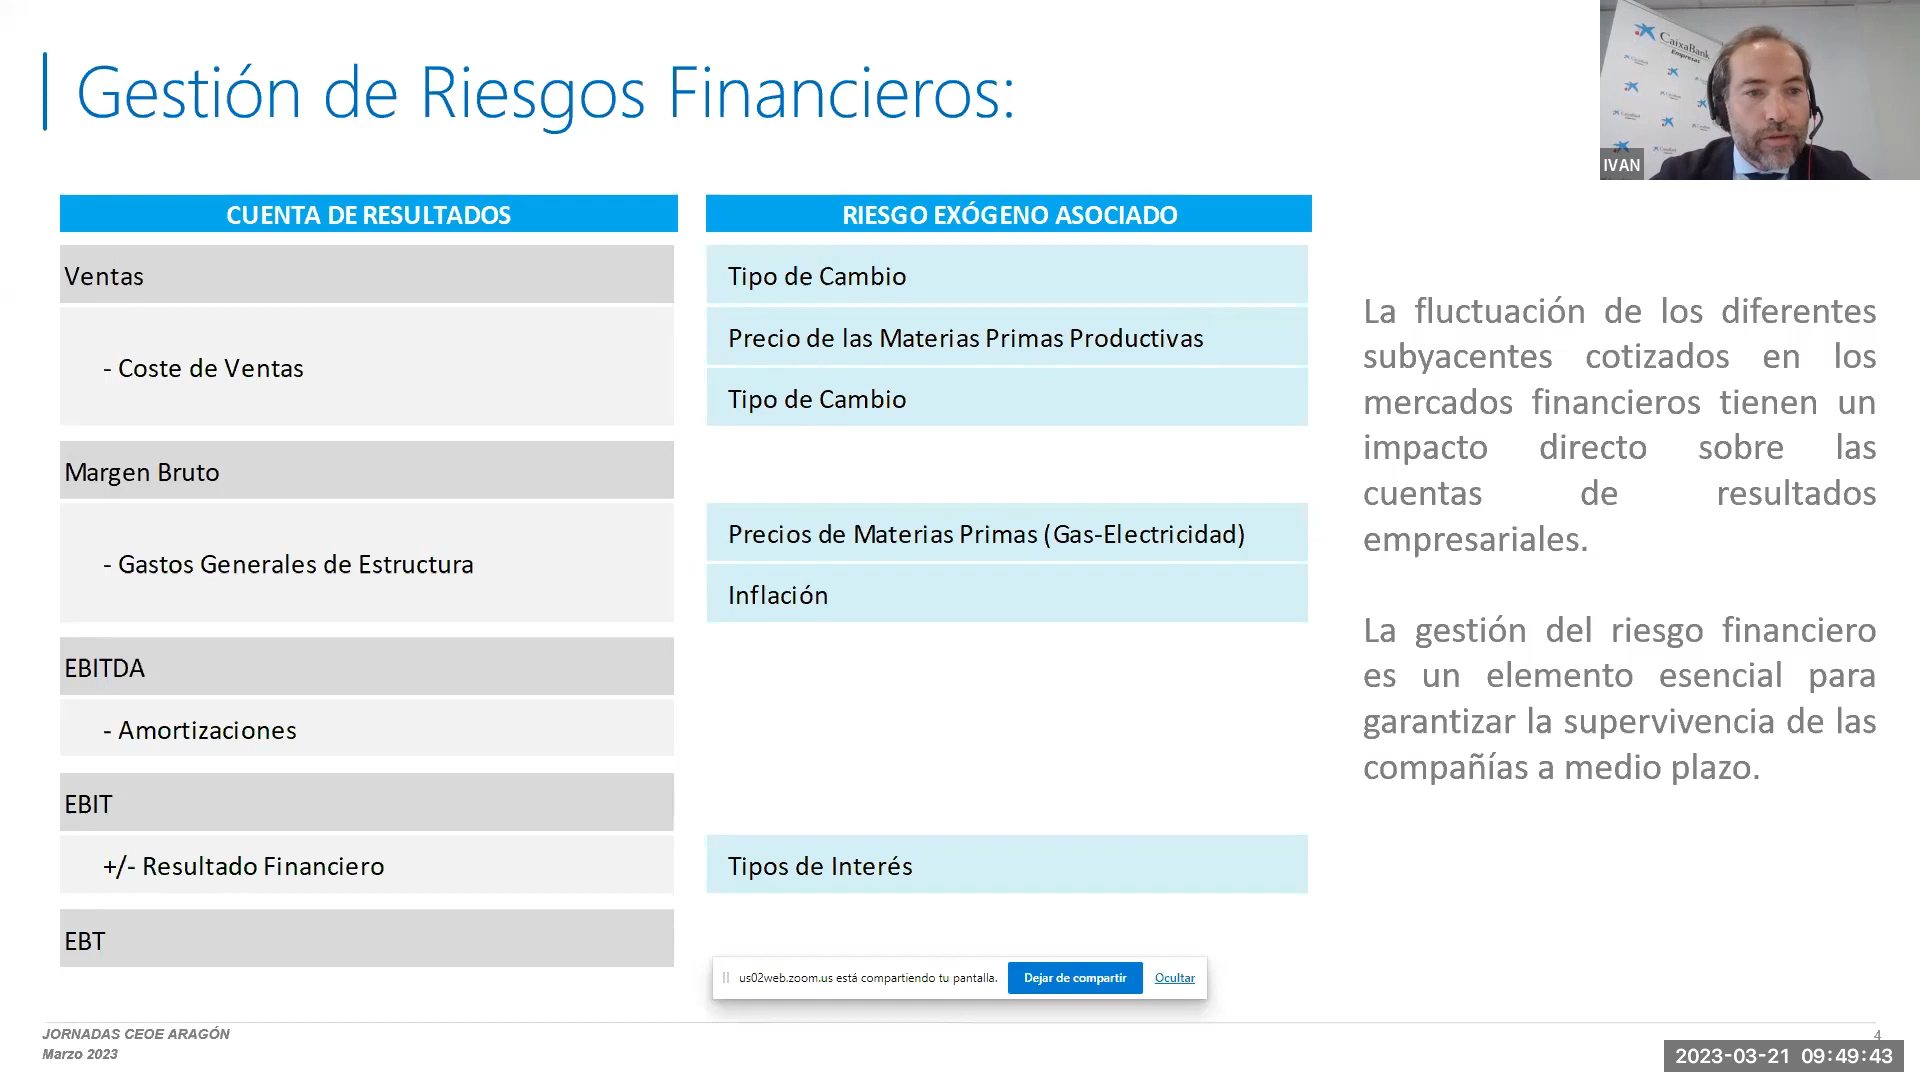 Gestión de Riesgos Financieros:
CaixaBank
Empresas
IVAN
CUENTA DE RESULTADOS
RIESGO EXÓGENO ASOCIADO
Ventas
Tipo de Cambio
- Coste de Ventas
Precio de las Materias Primas Productivas
Tipo de Cambio
Margen Bruto
- Gastos Generales de Estructura
Precios de Materias Primas (Gas-Electricidad)
Inflación
EBITDA
- Amortizaciones
EBIT
+/- Resultado Financiero
Tipos de Interés
EBT
La fluctuación de los diferentes
subyacentes cotizados en los
mercados financieros tienen un
impacto directo sobre las
cuentas de resultados
empresariales.
La gestión del riesgo financiero
es un elemento esencial para
garantizar la supervivencia de las
compañías a medio plazo.
us02web.zoom.us está compartiendo tu pantalla.
Dejar de compartir
Ocultar
JORNADAS CEOE ARAGÓN
Marzo 2023
4
2023-03-21 09:49:43